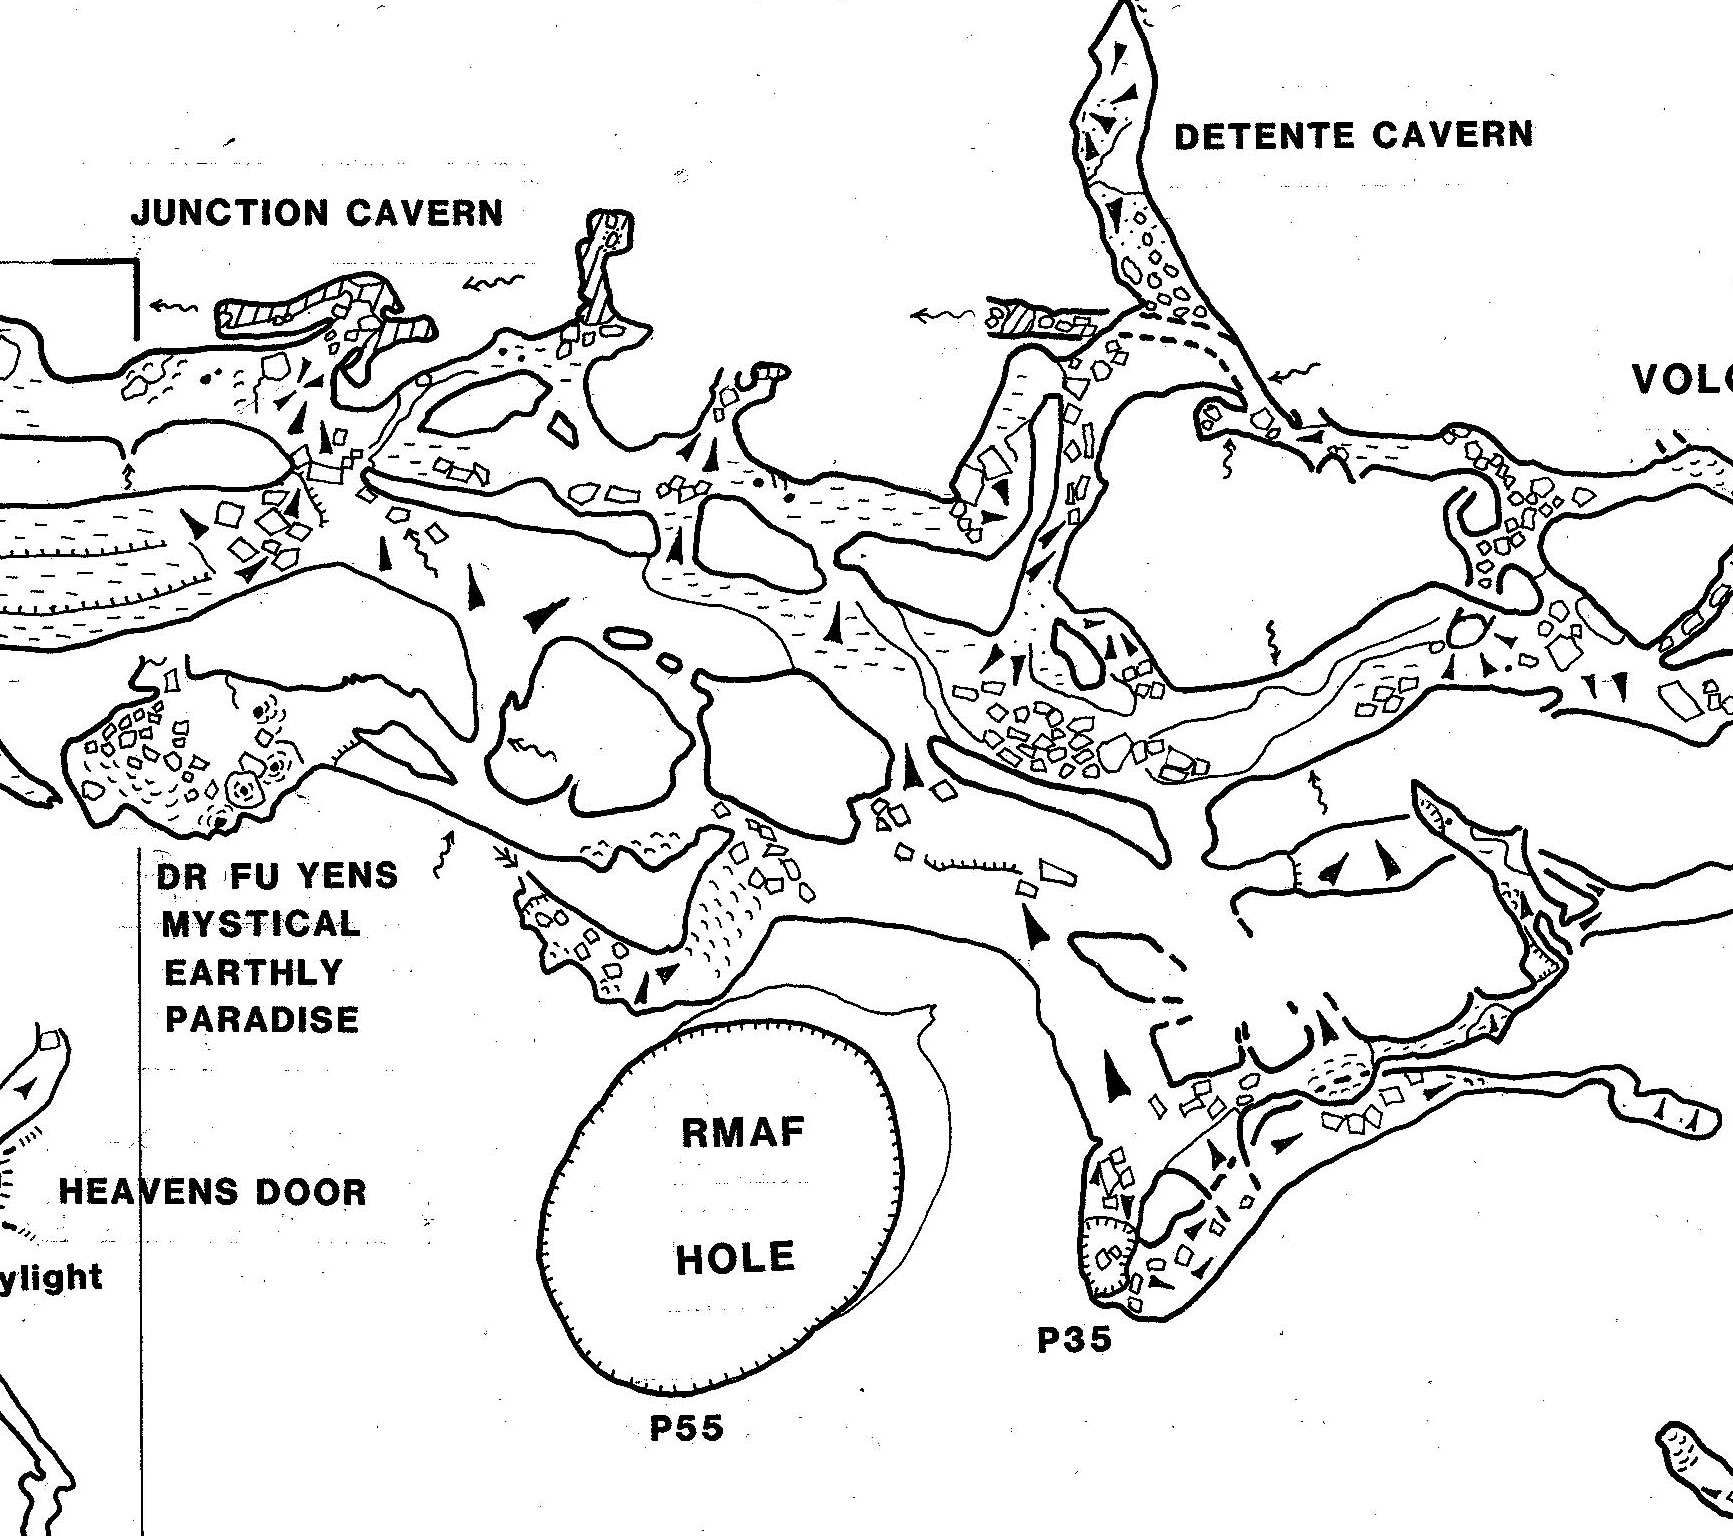 DETENTE CAVERN
JUNCTION CAVERN
VOLC
DR FU YENS
MYSTICAL
EARTHLY
PARADISE
RMAF
HOLE
HEAVENS DOOR
ylight
P35
P55